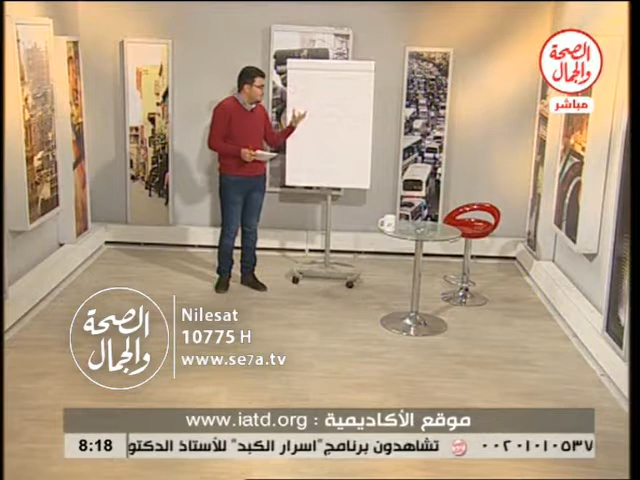 الصحة
والجمال
مباشر
الصحة
والجمال
Nilesat
10775 H
www.se7a.tv
موقع الأكاديمية : www.iatd.org
٠٠٢٠١٠١٠٥٣٧ تشاهدون برنامج "اسرار الكبد" للأستاذ الدكتو 8:18